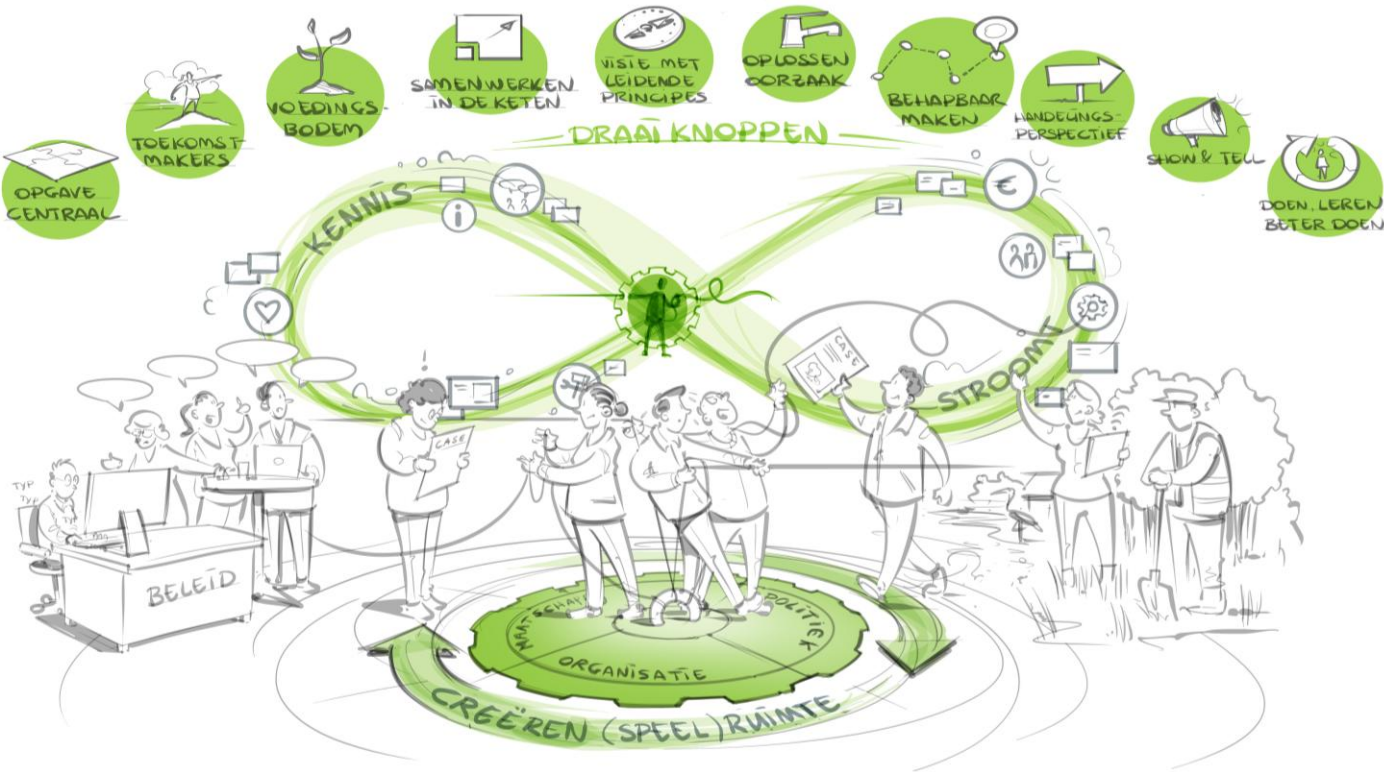 OPGAVE
CENTRAAL
TOEKOMST-
MAKERS
VOEDINGS-
BODEM
SAMENWERKEN
IN DE KETEN
VISIE MET
LEIDENDE
PRINCIPES
OPLOSSEN
OORZAAK
BEHAPBAAR
MAKEN
HANDELINGS-
PERSPECTIEF
SHOW & TELL
DOEN, LEREN
BETER DOEN
DRAAI KNOPPEN
KENNIS
i
€
STROOMT
!
CASE
CASE
TYP
TYP
BELEID
MAATSCHAPP
POLITIEK
ORGANISATIE
CREËREN (SPEEL)RUIMTE